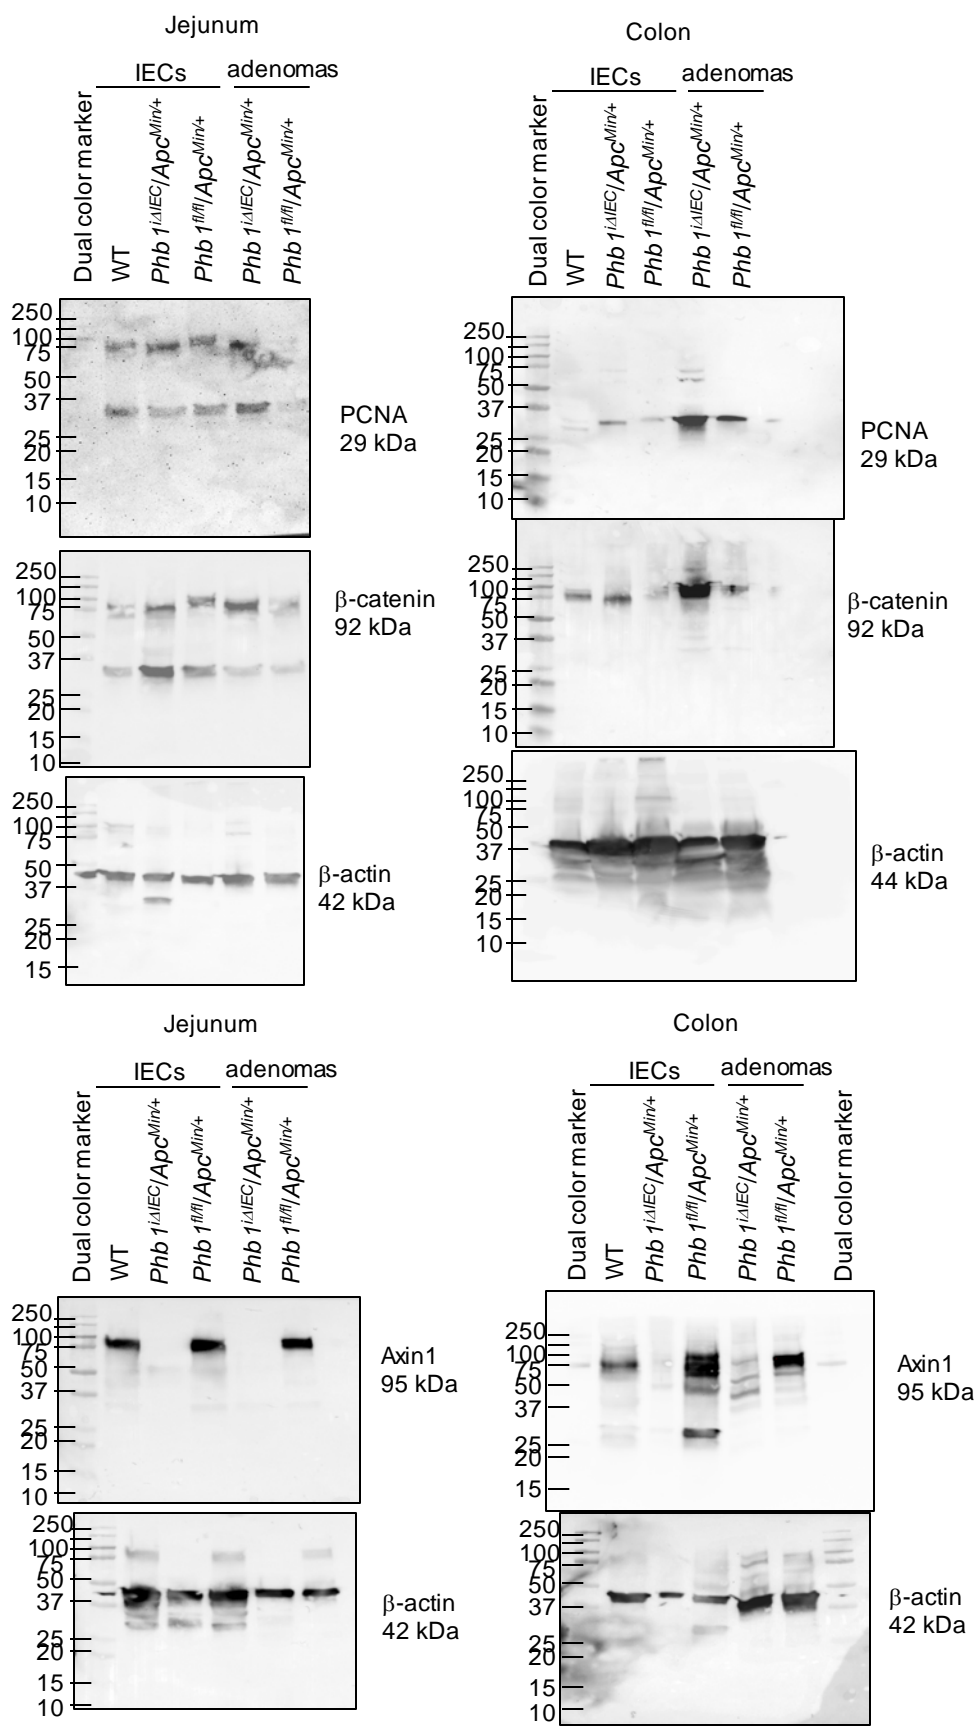 Jejunum
IECs
adenomas
Dual color marker
WT
Phb1iΔIEC/ApcMin/+
Phb1fl/fl/ApcMin/+
Phb1iΔIEC/ApcMin/+
Phb1fl/fl/ApcMin/+
250
100
75
50
37
25
20
15
10
PCNA
29 kDa
250
100
75
50
37
25
20
15
10
β-catenin
92 kDa
250
100
75
50
37
25
20
15
β-actin
42 kDa
Colon
IECs
adenomas
Dual color marker
WT
Phb1iΔIEC/ApcMin/+
Phb1fl/fl/ApcMin/+
Phb1iΔIEC/ApcMin/+
Phb1fl/fl/ApcMin/+
250
100
75
50
37
25
20
15
10
PCNA
29 kDa
250
100
75
50
37
25
20
15
10
β-catenin
92 kDa
250
100
75
50
37
25
20
15
10
β-actin
44 kDa
Jejunum
IECs
adenomas
Dual color marker
WT
Phb1iΔIEC/ApcMin/+
Phb1fl/fl/ApcMin/+
Phb1iΔIEC/ApcMin/+
Phb1fl/fl/ApcMin/+
250
100
75
50
37
25
20
15
10
Axin1
95 kDa
250
100
75
50
37
25
20
15
10
β-actin
42 kDa
Colon
IECs
adenomas
Dual color marker
WT
Phb1iΔIEC/ApcMin/+
Phb1fl/fl/ApcMin/+
Phb1iΔIEC/ApcMin/+
Phb1fl/fl/ApcMin/+
Dual color marker
250
100
75
50
37
25
20
15
Axin1
95 kDa
250
100
75
50
37
25
20
15
10
β-actin
42 kDa